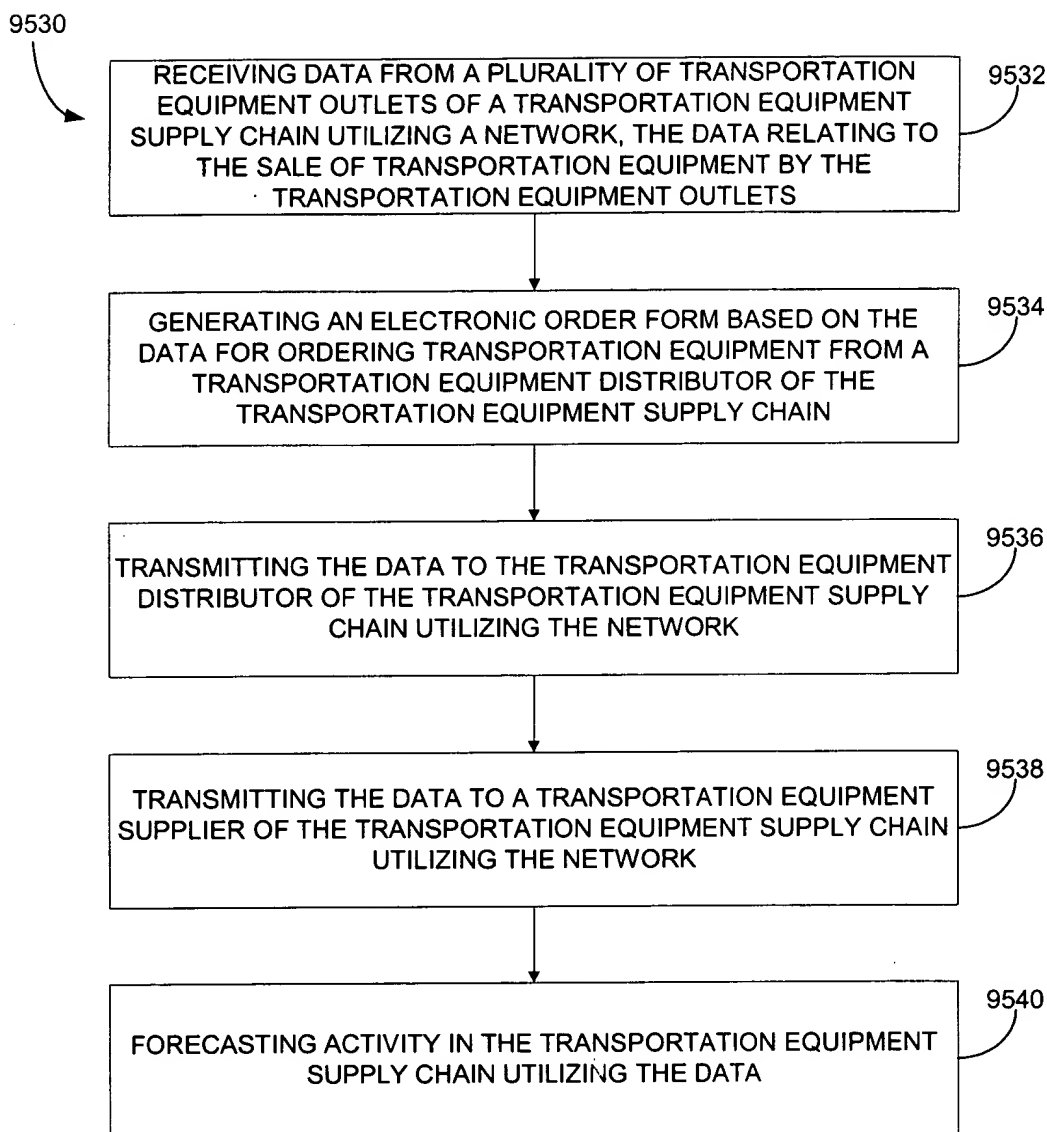 9530
RECEIVING DATA FROM A PLURALITY OF TRANSPORTATION
EQUIPMENT OUTLETS OF A TRANSPORTATION EQUIPMENT
SUPPLY CHAIN UTILIZING A NETWORK, THE DATA RELATING TO
THE SALE OF TRANSPORTATION EQUIPMENT BY THE
TRANSPORTATION EQUIPMENT OUTLETS
9532
GENERATING AN ELECTRONIC ORDER FORM BASED ON THE
DATA FOR ORDERING TRANSPORTATION EQUIPMENT FROM A
TRANSPORTATION EQUIPMENT DISTRIBUTOR OF THE
TRANSPORTATION EQUIPMENT SUPPLY CHAIN
9534
TRANSMITTING THE DATA TO THE TRANSPORTATION EQUIPMENT
DISTRIBUTOR OF THE TRANSPORTATION EQUIPMENT SUPPLY
CHAIN UTILIZING THE NETWORK
9536
TRANSMITTING THE DATA TO A TRANSPORTATION EQUIPMENT
SUPPLIER OF THE TRANSPORTATION EQUIPMENT SUPPLY CHAIN
UTILIZING THE NETWORK
9538
FORECASTING ACTIVITY IN THE TRANSPORTATION EQUIPMENT
SUPPLY CHAIN UTILIZING THE DATA
9540